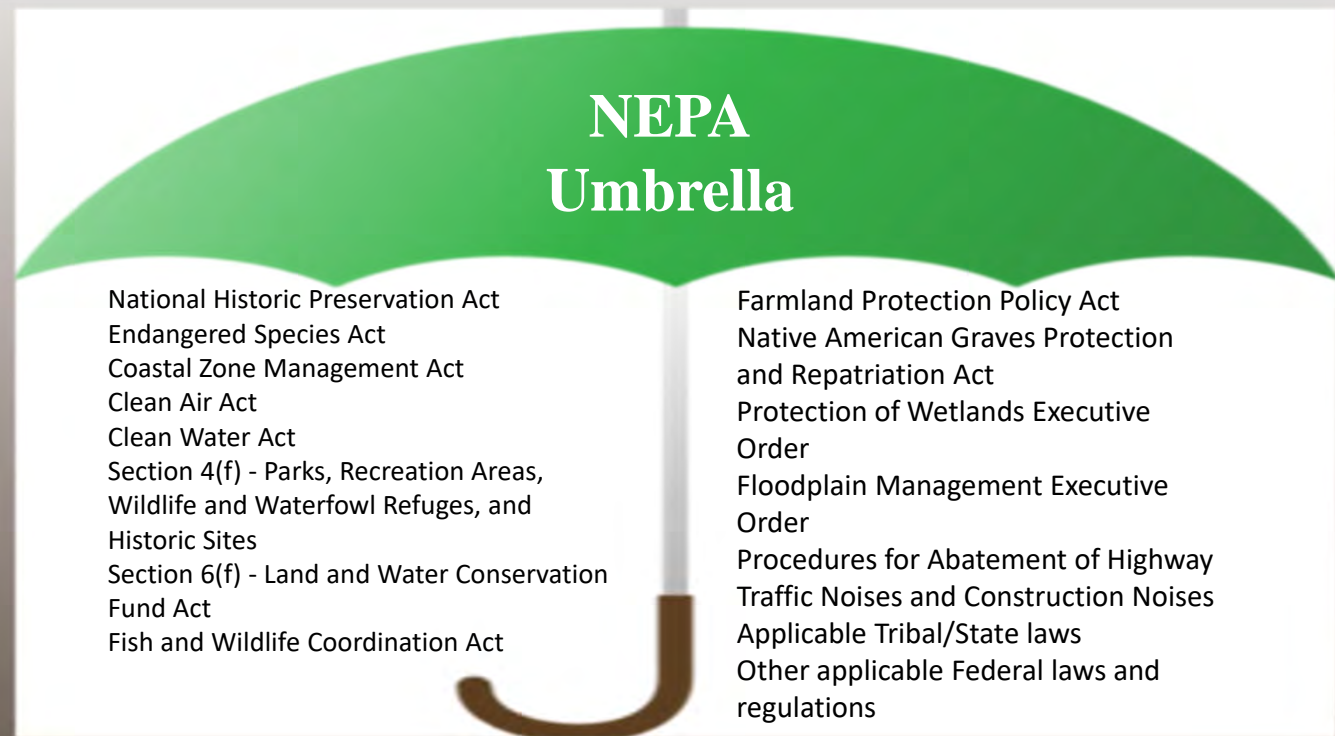 NEPA
Umbrella
National Historic Preservation Act
Endangered Species Act
Coastal Zone Management Act
Clean Air Act
Clean Water Act
Section 4(f) - Parks, Recreation Areas,
Wildlife and Waterfowl Refuges, and
Historic Sites
Section 6(f) - Land and Water Conservation
Fund Act
Fish and Wildlife Coordination Act
Farmland Protection Policy Act
Native American Graves Protection
and Repatriation Act
Protection of Wetlands Executive
Order
Floodplain Management Executive
Order
Procedures for Abatement of Highway
Traffic Noises and Construction Noises
Applicable Tribal/State laws
Other applicable Federal laws and
regulations